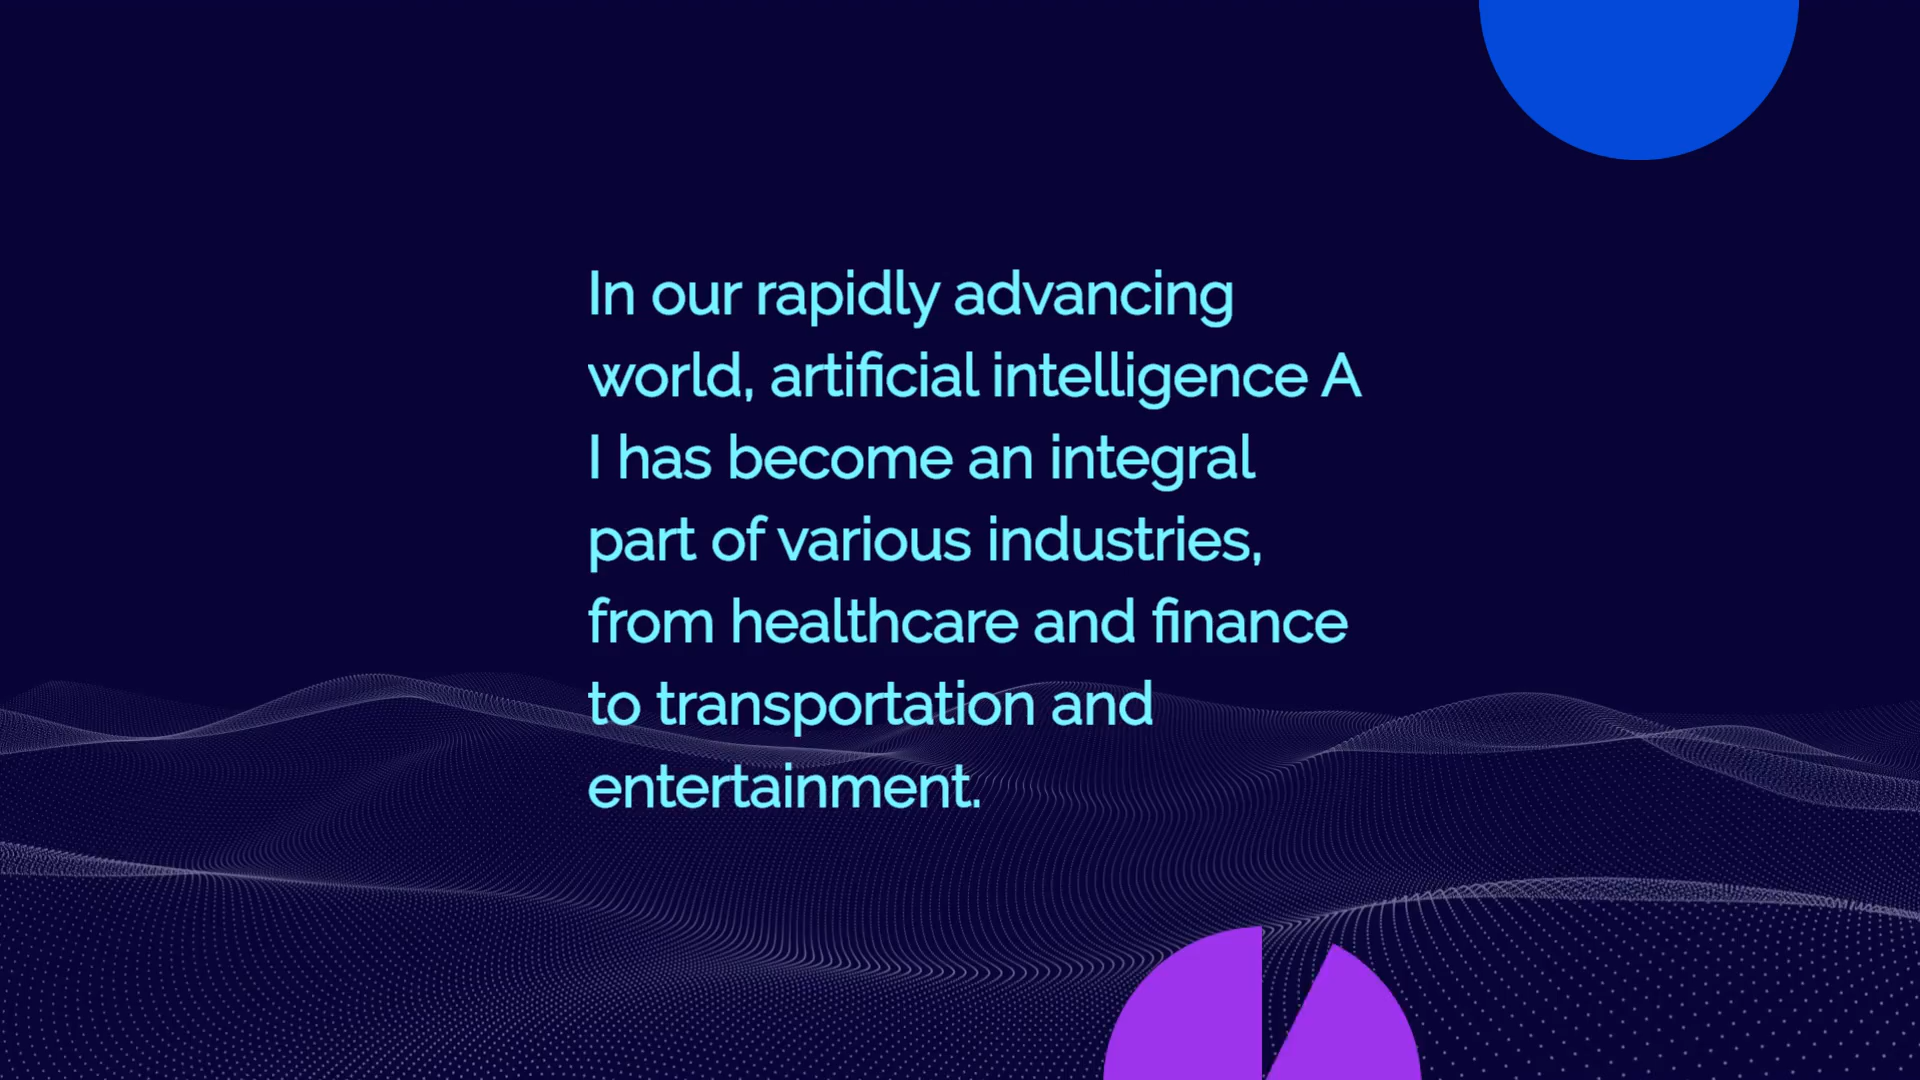 In our rapidly advancing
world, artificial intelligence A
I has become an integral
part of various industries,
from healthcare and finance
to transportation and
entertainment.